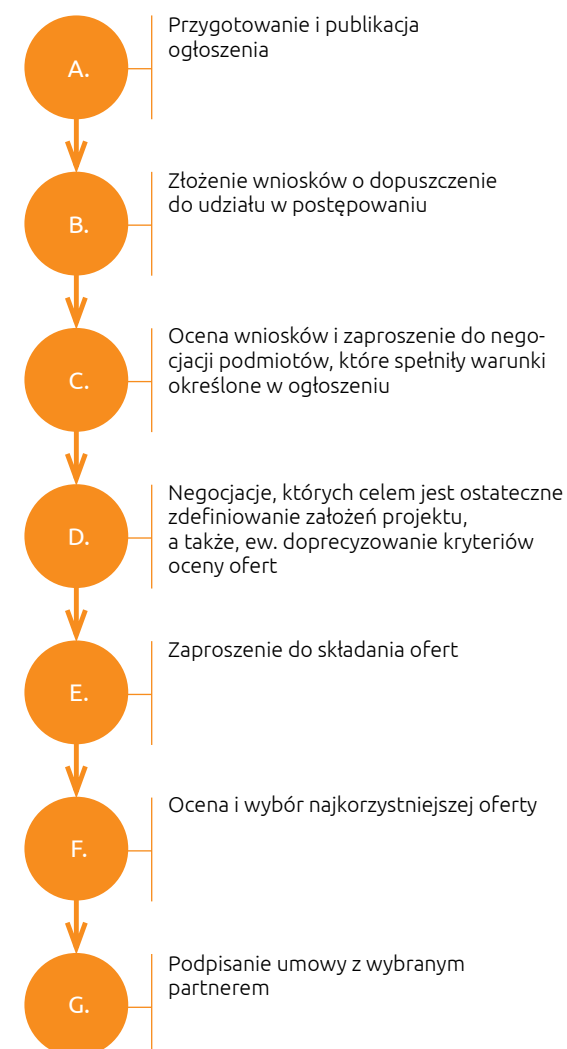 A.
Przygotowanie i publikacja
ogłoszenia
B.
Złożenie wniosków o dopuszczenie
do udziału w postępowaniu
C.
Ocena wniosków i zaproszenie do nego-
cjacji podmiotów, które spełniły warunki
określone w ogłoszeniu
D.
Negocjacje, których celem jest ostateczne
zdefiniowanie założeń projektu,
a także, ew. doprecyzowanie kryteriów
oceny ofert
E.
Zaproszenie do składania ofert
F.
Ocena i wybór najkorzystniejszej oferty
G.
Podpisanie umowy z wybranym
partnerem